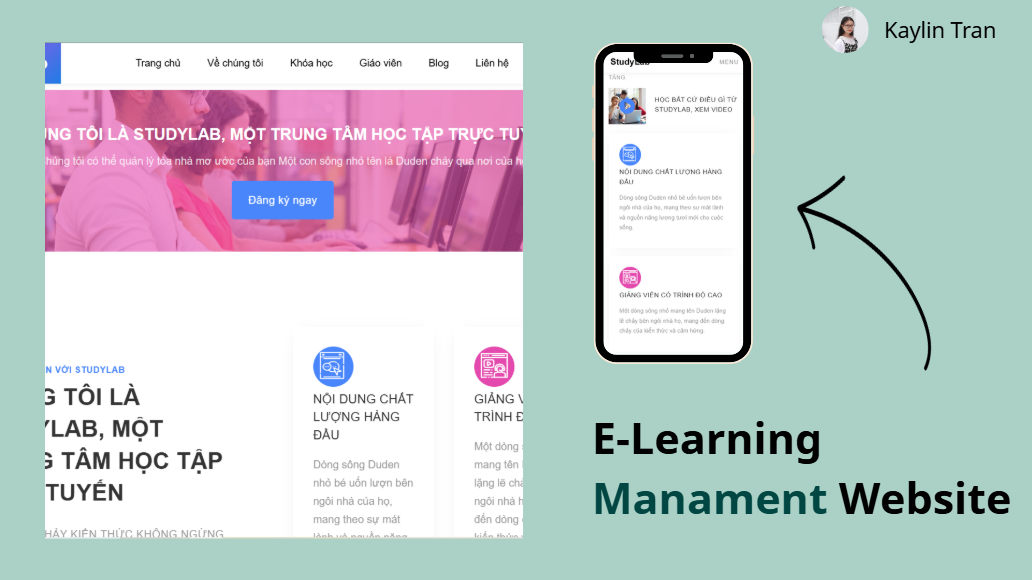 Kaylin Tran
Trang chủ Về chúng tôi Khóa học Giáo viên Blog Liên hệ
TÔI LÀ STUDYLAB, MỘT TRUNG TÂM HỌC TẬP TRỰC
chúng tôi có thể quản lý tòa nhà mơ ước của bạn Một con sông nhỏ tên là Duden chảy qua nơi của
Đăng ký ngay
VỚI STUDYLAB
TÔI LÀ
YLAB, MỘT
TÂM HỌC TẬP
TUYẾN
KIẾN THỨC KHÔNG NGỪNG
NỘI DUNG CHẤT
LƯỢNG HÀNG
ĐẦU
Dòng sông Duden
nhỏ bé uốn lượn bên
ngôi nhà của họ,
mang theo sự mát
lành và nguồn năng
GIẢNG
TRÌNH
Một dòng
mang tên
lặng lẽ
ngôi nhà
đến dòng
kiến thức
StudyLab MENU
TẢNG
HỌC BẤT CỨ ĐIỀU GÌ TỪ
STUDYLAB, XEM VIDEO
NỘI DUNG CHẤT LƯỢNG HÀNG
ĐẦU
Dòng sông Duden nhỏ bé uốn lượn bên
ngôi nhà của họ, mang theo sự mát lành
và nguồn năng lượng tươi mới cho cuộc
sống.
GIẢNG VIÊN CÓ TRÌNH ĐỘ CAO
Một dòng sông nhỏ mang tên Duden lặng
lẽ chảy bên ngôi nhà họ, mang đến dòng
chảy của kiến thức và cảm hứng.
E-Learning
Manament Website